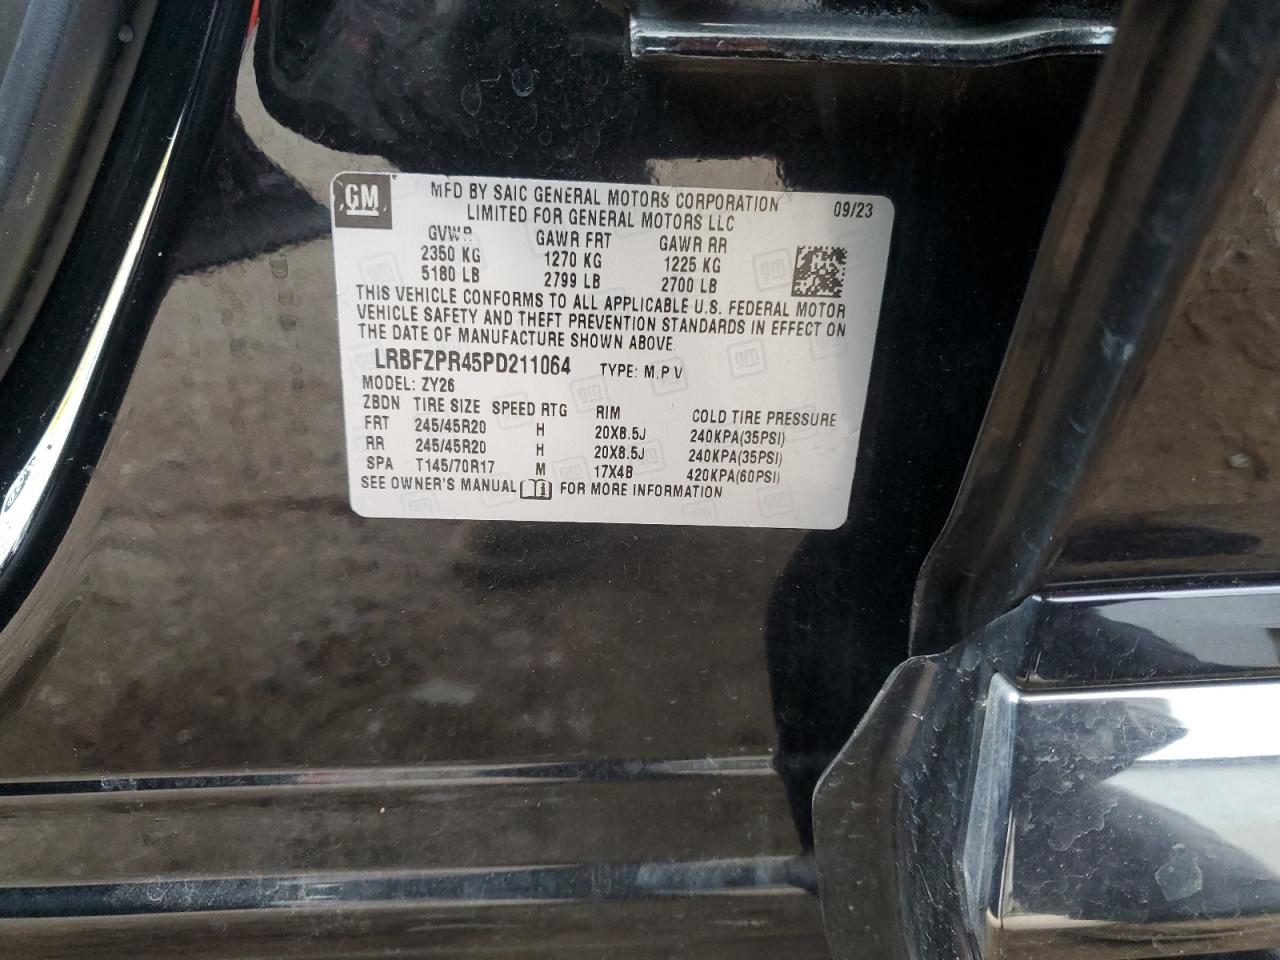 GM
MFD BY SAIC GENERAL MOTORS CORPORATION 09/23
LIMITED FOR GENERAL MOTORS LLC
GVWR GAWR FRT GAWR RR
2350 KG 1270 KG 1225 KG
5180 LB 2799 LB 2700 LB
THIS VEHICLE CONFORMS TO ALL APPLICABLE U.S. FEDERAL MOTOR
VEHICLE SAFETY AND THEFT PREVENTION STANDARDS IN EFFECT ON
THE DATE OF MANUFACTURE SHOWN ABOVE.
LRBFZPR45PD211064 TYPE: M.P.V
MODEL: ZY26
ZBDN TIRE SIZE SPEED RTG RIM COLD TIRE PRESSURE
FRT 245/45R20 H 20X8.5J 240KPA(35PSI)
RR 245/45R20 H 20X8.5J 240KPA(35PSI)
SPA T145/70R17 M 17X4B 420KPA(60PSI)
SEE OWNER'S MANUAL FOR MORE INFORMATION